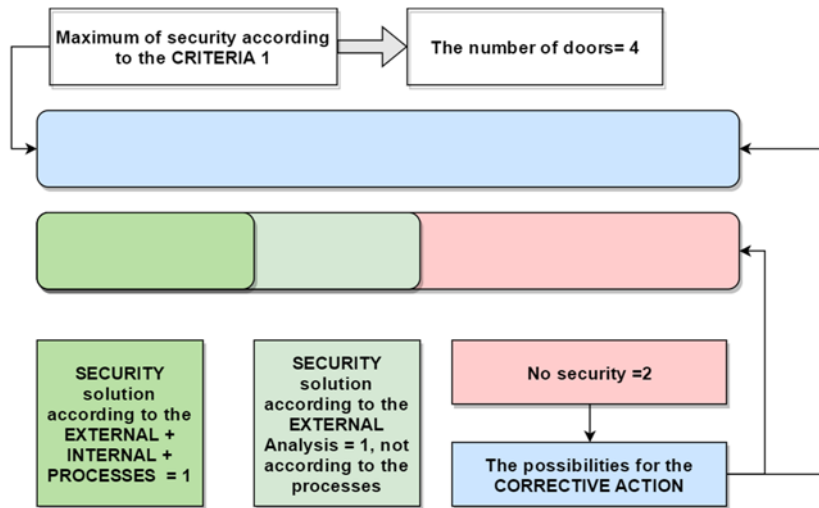 Maximum of security according
to the CRITERIA 1
The number of doors= 4
SECURITY
solution
according to the
EXTERNAL +
INTERNAL +
PROCESSES = 1
SECURITY
solution
according to the
EXTERNAL
Analysis = 1, not
according to the
processes
No security =2
The possibilities for the
CORRECTIVE ACTION